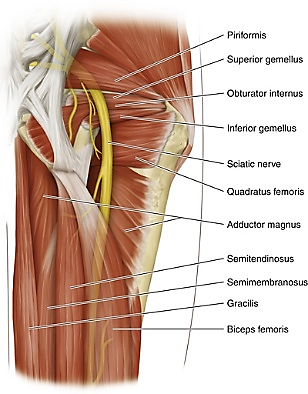 Piriformis
Superior gemellus
Obturator internus
Inferior gemellus
Sciatic nerve
Quadratus femoris
Adductor magnus
Semitendinosus
Semimembranosus
Gracilis
Biceps femoris